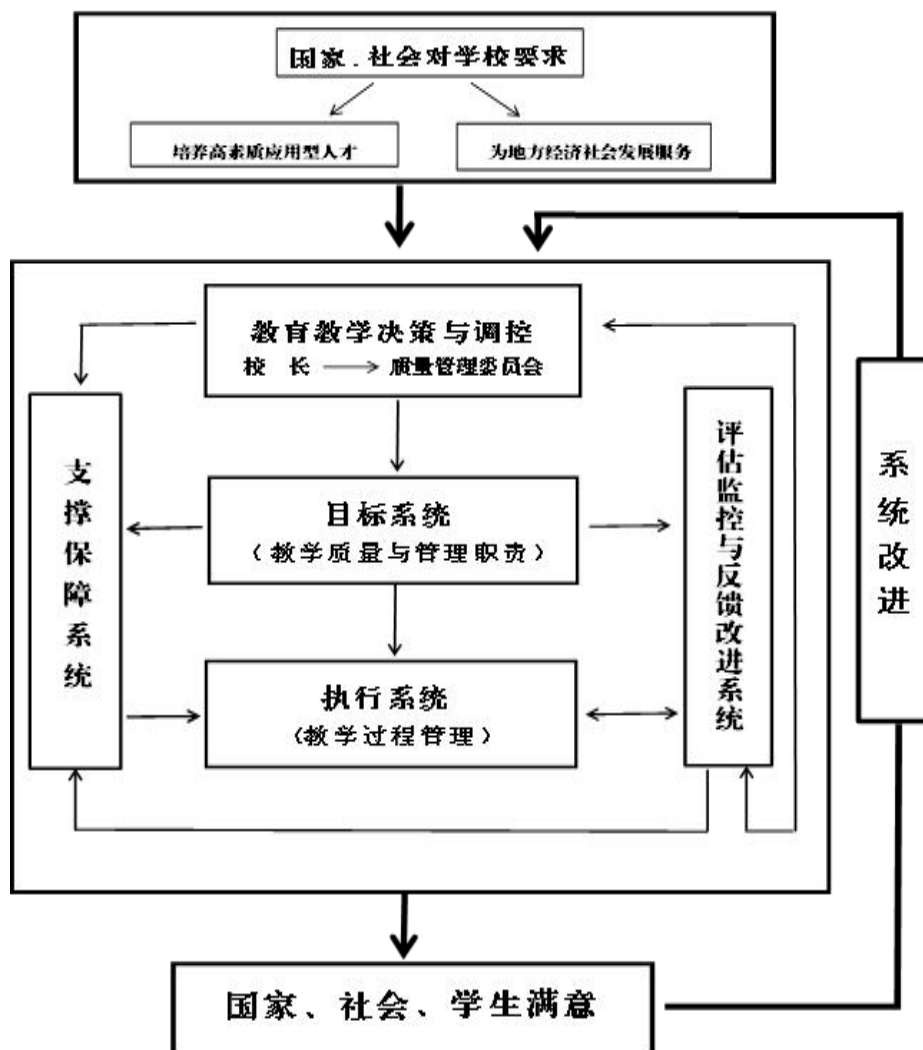 国家、社会对学校要求
培养高素质应用型人才
为地方经济社会发展服务
教育教学决策与调控
校 长 质量管理委员会
支撑保障系统
目标系统
(教学质量与管理职责)
评估监控与反馈改进系统
系统改进
执行系统
(教学过程管理)
国家、社会、学生满意